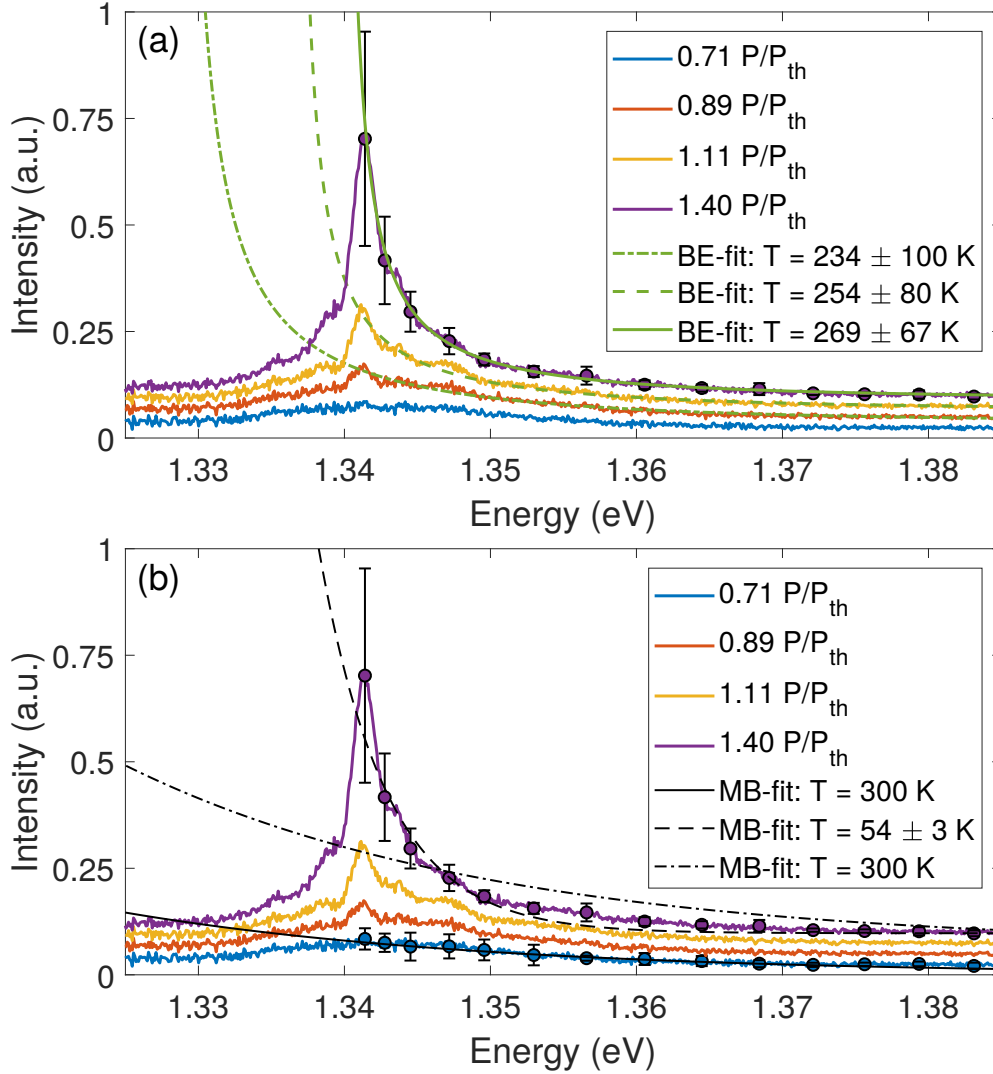 (a)
1
0.75
0.5
0.25
0
Intensity (a.u.)
0.71 P/P_th
0.89 P/P_th
1.11 P/P_th
1.40 P/P_th
BE-fit: T = 234 ± 100 K
BE-fit: T = 254 ± 80 K
BE-fit: T = 269 ± 67 K
1.33 1.34 1.35 1.36 1.37 1.38
Energy (eV)
(b)
1
0.75
0.5
0.25
0
Intensity (a.u.)
0.71 P/P_th
0.89 P/P_th
1.11 P/P_th
1.40 P/P_th
MB-fit: T = 300 K
MB-fit: T = 54 ± 3 K
MB-fit: T = 300 K
1.33 1.34 1.35 1.36 1.37 1.38
Energy (eV)